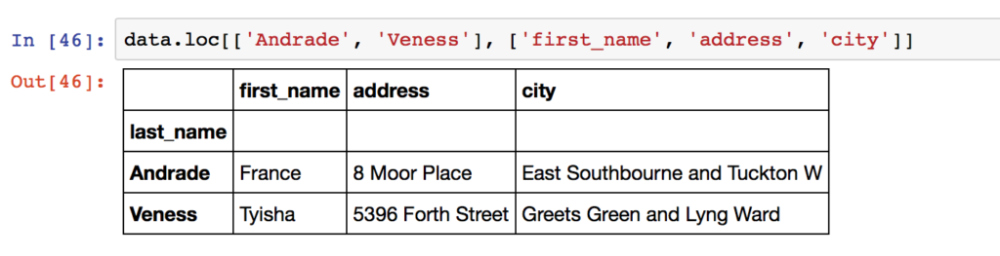 In [46]: data.loc[['Andrade', 'Veness'], ['first_name', 'address', 'city']]
Out[46]:
first_name address city
last_name
Andrade France 8 Moor Place East Southbourne and Tuckton W
Veness Tyisha 5396 Forth Street Greets Green and Lyng Ward